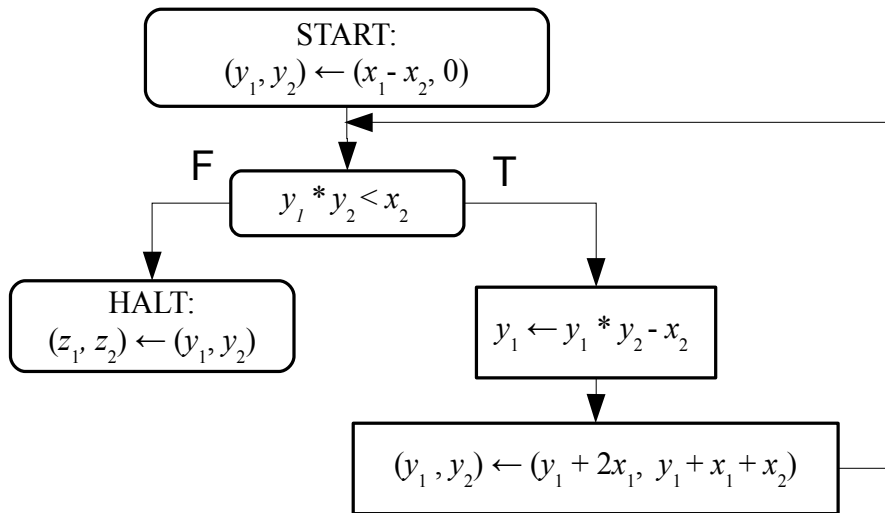 START:
(y₁, y₂) ← (x₁- x₂, 0)
F
T
y₁ * y₂ < x₂
HALT:
(z₁, z₂) ← (y₁, y₂)
y₁ ← y₁ * y₂ - x₂
(y₁ , y₂) ← (y₁ + 2x₁, y₁ + x₁ + x₂)